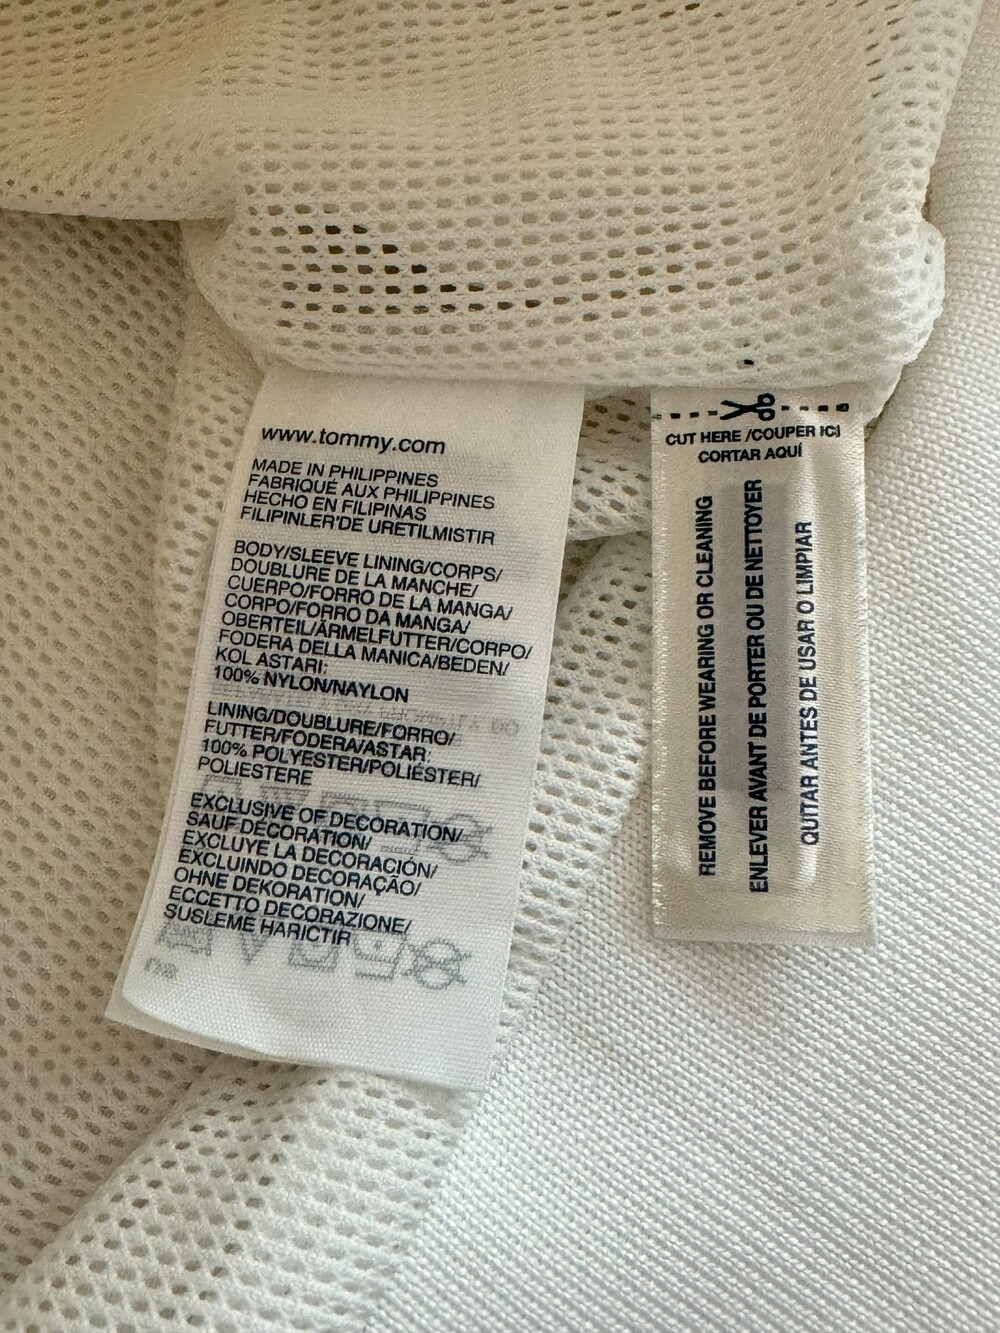 www.tommy.com
MADE IN PHILIPPINES
FABRIQUÉ AUX PHILIPPINES
HECHO EN FILIPINAS
FILIPINLER'DE URETILMISTIR
BODY/SLEEVE LINING/CORPS/
DOUBLURE DE LA MANCHE/
CUERPO/FORRO DE LA MANGA/
CORPO/FORRO DA MANGA/
OBERTEIL/ÄRMELFUTTER/CORPO/
FODERA DELLA MANICA/BEDEN/
KOL ASTARI:
100% NYLON/NAYLON
LINING/DOUBLURE/FORRO/
FUTTER/FODERA/ASTAR:
100% POLYESTER/POLIÉSTER/
POLIESTERE
EXCLUSIVE OF DECORATION/
SAUF DÉCORATION/
EXCLUYE LA DECORACIÓN/
EXCLUINDO DECORAÇÃO/
OHNE DEKORATION/
ECCETTO DECORAZIONE/
SUSLEME HARICTIR
CUT HERE /COUPER ICI
CORTAR AQUÍ
REMOVE BEFORE WEARING OR CLEANING
ENLEVER AVANT DE PORTER OU DE NETTOYER
QUITAR ANTES DE USAR O LIMPIAR